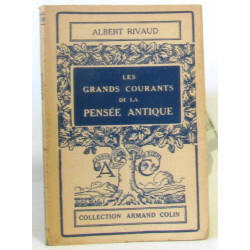 ALBERT RIVAUD
LES
GRANDS COURANTS
DE LA
PENSÉE ANTIQUE
A C
COLLECTION ARMAND COLIN